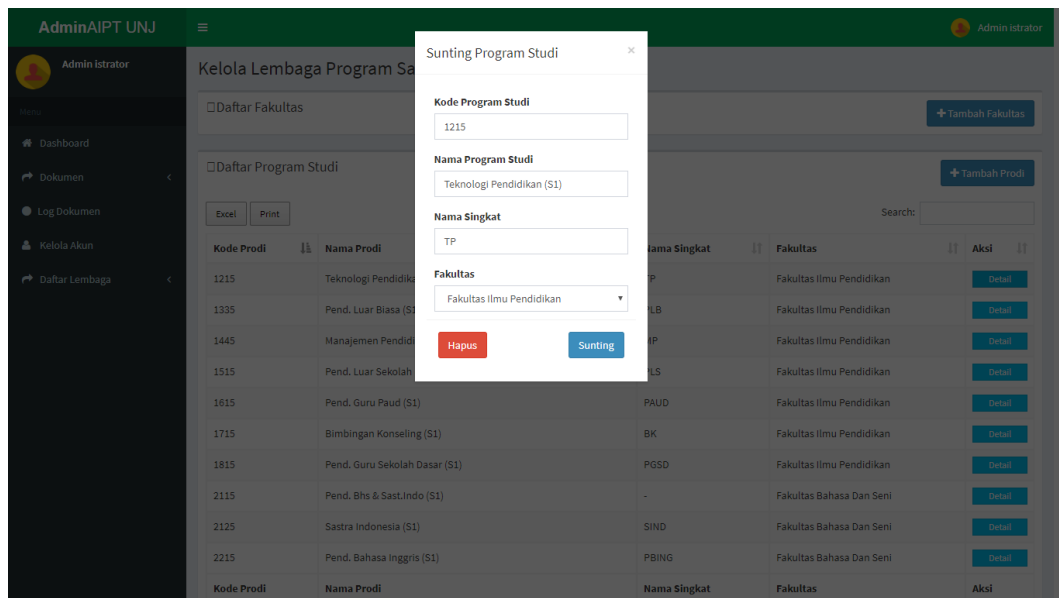 AdminAIPT UNJ
Admin istrator
Admin istrator
Menu
Dashboard
Dokumen
Log Dokumen
Kelola Akun
Daftar Lembaga
Kelola Lembaga Program Sa
Daftar Fakultas
+ Tambah Fakultas
Daftar Program Studi
+ Tambah Prodi
Excel Print
Search:
Kode Prodi Nama Prodi Nama Singkat Fakultas Aksi
1215 Teknologi Pendidika TP Fakultas Ilmu Pendidikan Detail
1335 Pend. Luar Biasa (S1 PLB Fakultas Ilmu Pendidikan Detail
1445 Manajemen Pendidi MP Fakultas Ilmu Pendidikan Detail
1515 Pend. Luar Sekolah PLS Fakultas Ilmu Pendidikan Detail
1615 Pend. Guru Paud (S1) PAUD Fakultas Ilmu Pendidikan Detail
1715 Bimbingan Konseling (S1) BK Fakultas Ilmu Pendidikan Detail
1815 Pend. Guru Sekolah Dasar (S1) PGSD Fakultas Ilmu Pendidikan Detail
2115 Pend. Bhs & Sast.Indo (S1) - Fakultas Bahasa Dan Seni Detail
2125 Sastra Indonesia (S1) SIND Fakultas Bahasa Dan Seni Detail
2215 Pend. Bahasa Inggris (S1) PBING Fakultas Bahasa Dan Seni Detail
Kode Prodi Nama Prodi Nama Singkat Fakultas Aksi
Sunting Program Studi ×
Kode Program Studi
1215
Nama Program Studi
Teknologi Pendidikan (S1)
Nama Singkat
TP
Fakultas
Fakultas Ilmu Pendidikan
Hapus Sunting